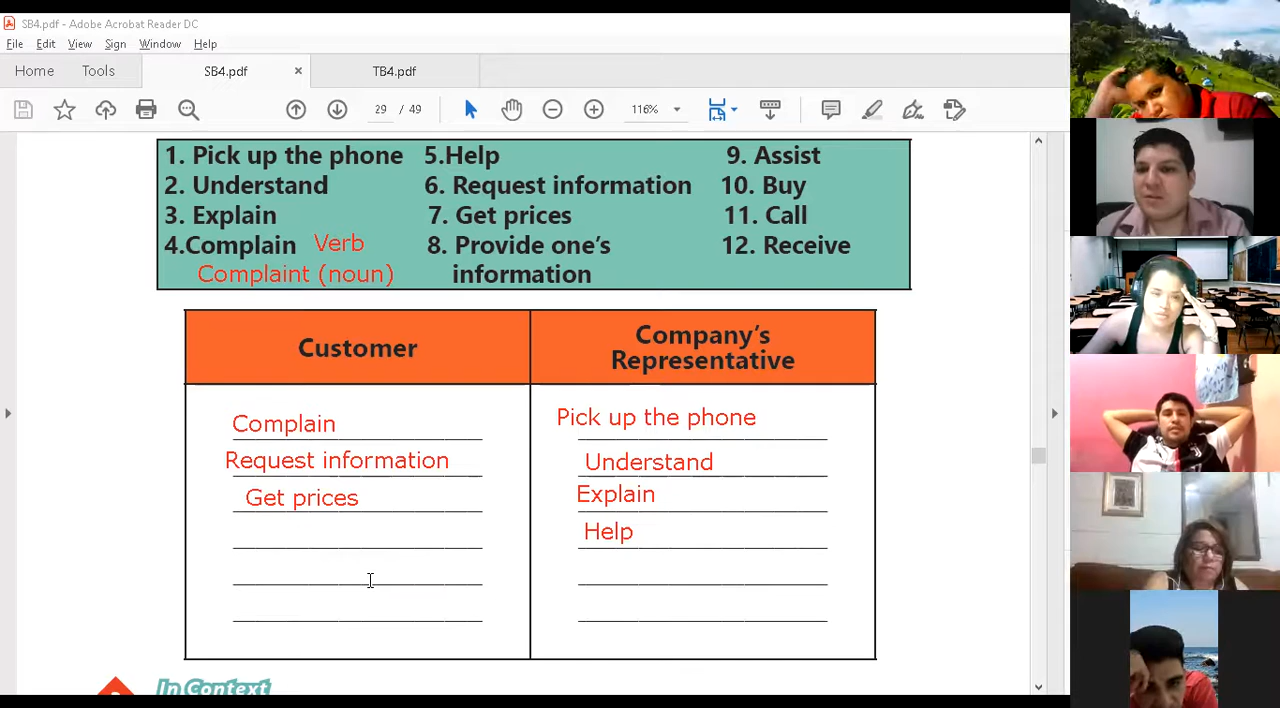 SB4.pdf - Adobe Acrobat Reader DC
File Edit View Sign Window Help
Home Tools SB4.pdf × TB4.pdf
29 / 49 116%
1. Pick up the phone 5.Help 9. Assist
2. Understand 6. Request information 10. Buy
3. Explain 7. Get prices 11. Call
4.Complain Verb 8. Provide one's 12. Receive
Complaint (noun) information
Customer Company's
Representative
Complain Pick up the phone
Request information Understand
Get prices Explain
Help
In Context